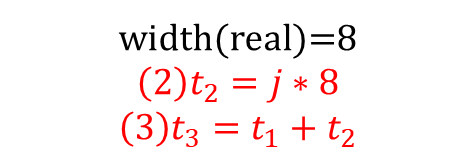 width(real)=8
(2)t₂ = j ∗ 8
(3)t₃ = t₁ + t₂